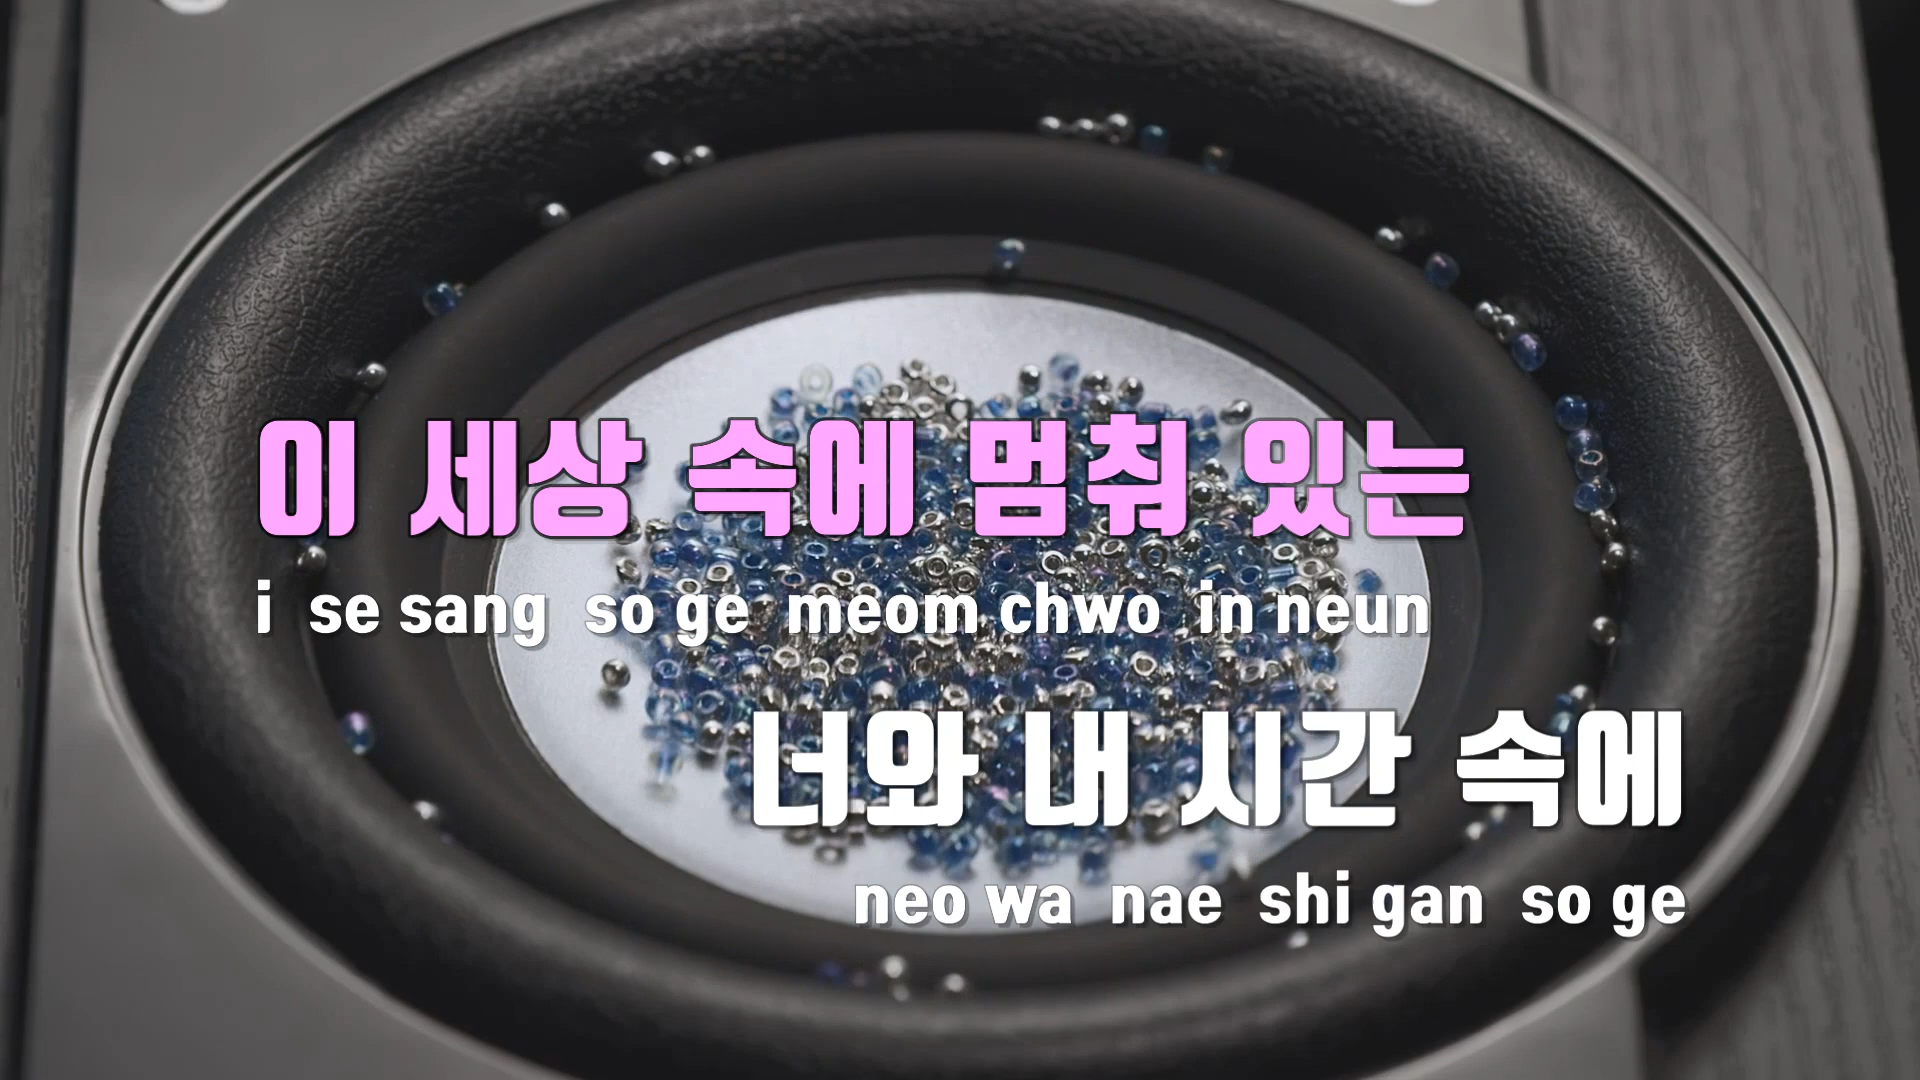 이 세상 속에 멈춰 있는
i se sang so ge meom chwo in neun
너와 내 시간 속에
neo wa nae shi gan so ge